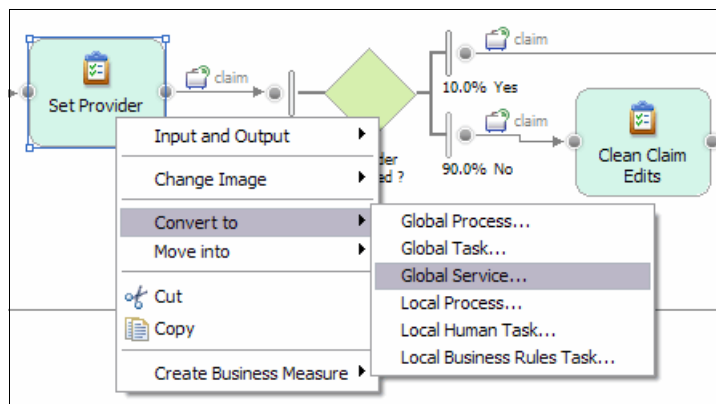 Set Provider
claim
der
ed ?
10.0% Yes
claim
90.0% No
claim
Clean Claim
Edits
Input and Output
Change Image
Convert to
Move into
Cut
Copy
Create Business Measure
Global Process...
Global Task...
Global Service...
Local Process...
Local Human Task...
Local Business Rules Task...